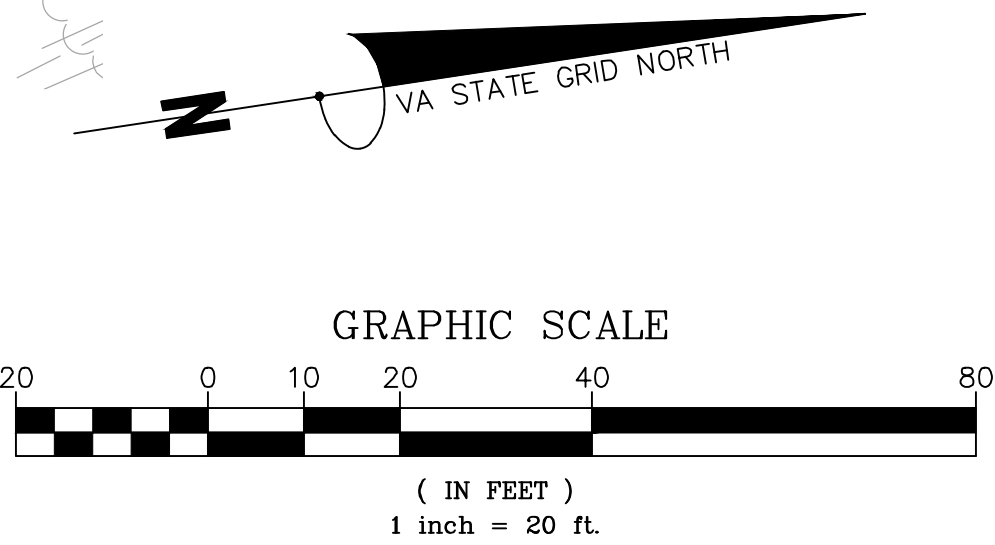 N
VA STATE GRID NORTH
GRAPHIC SCALE
20 0 10 20 40 80
( IN FEET )
1 inch = 20 ft.